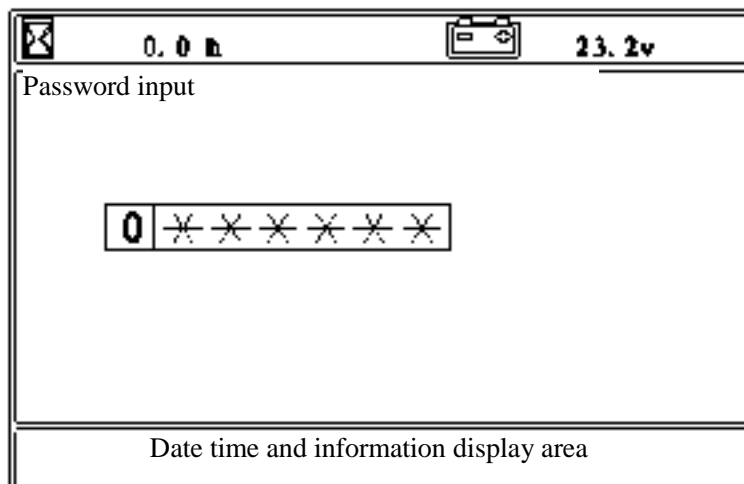 0.0 h 23.2v
Password input
0******
Date time and information display area